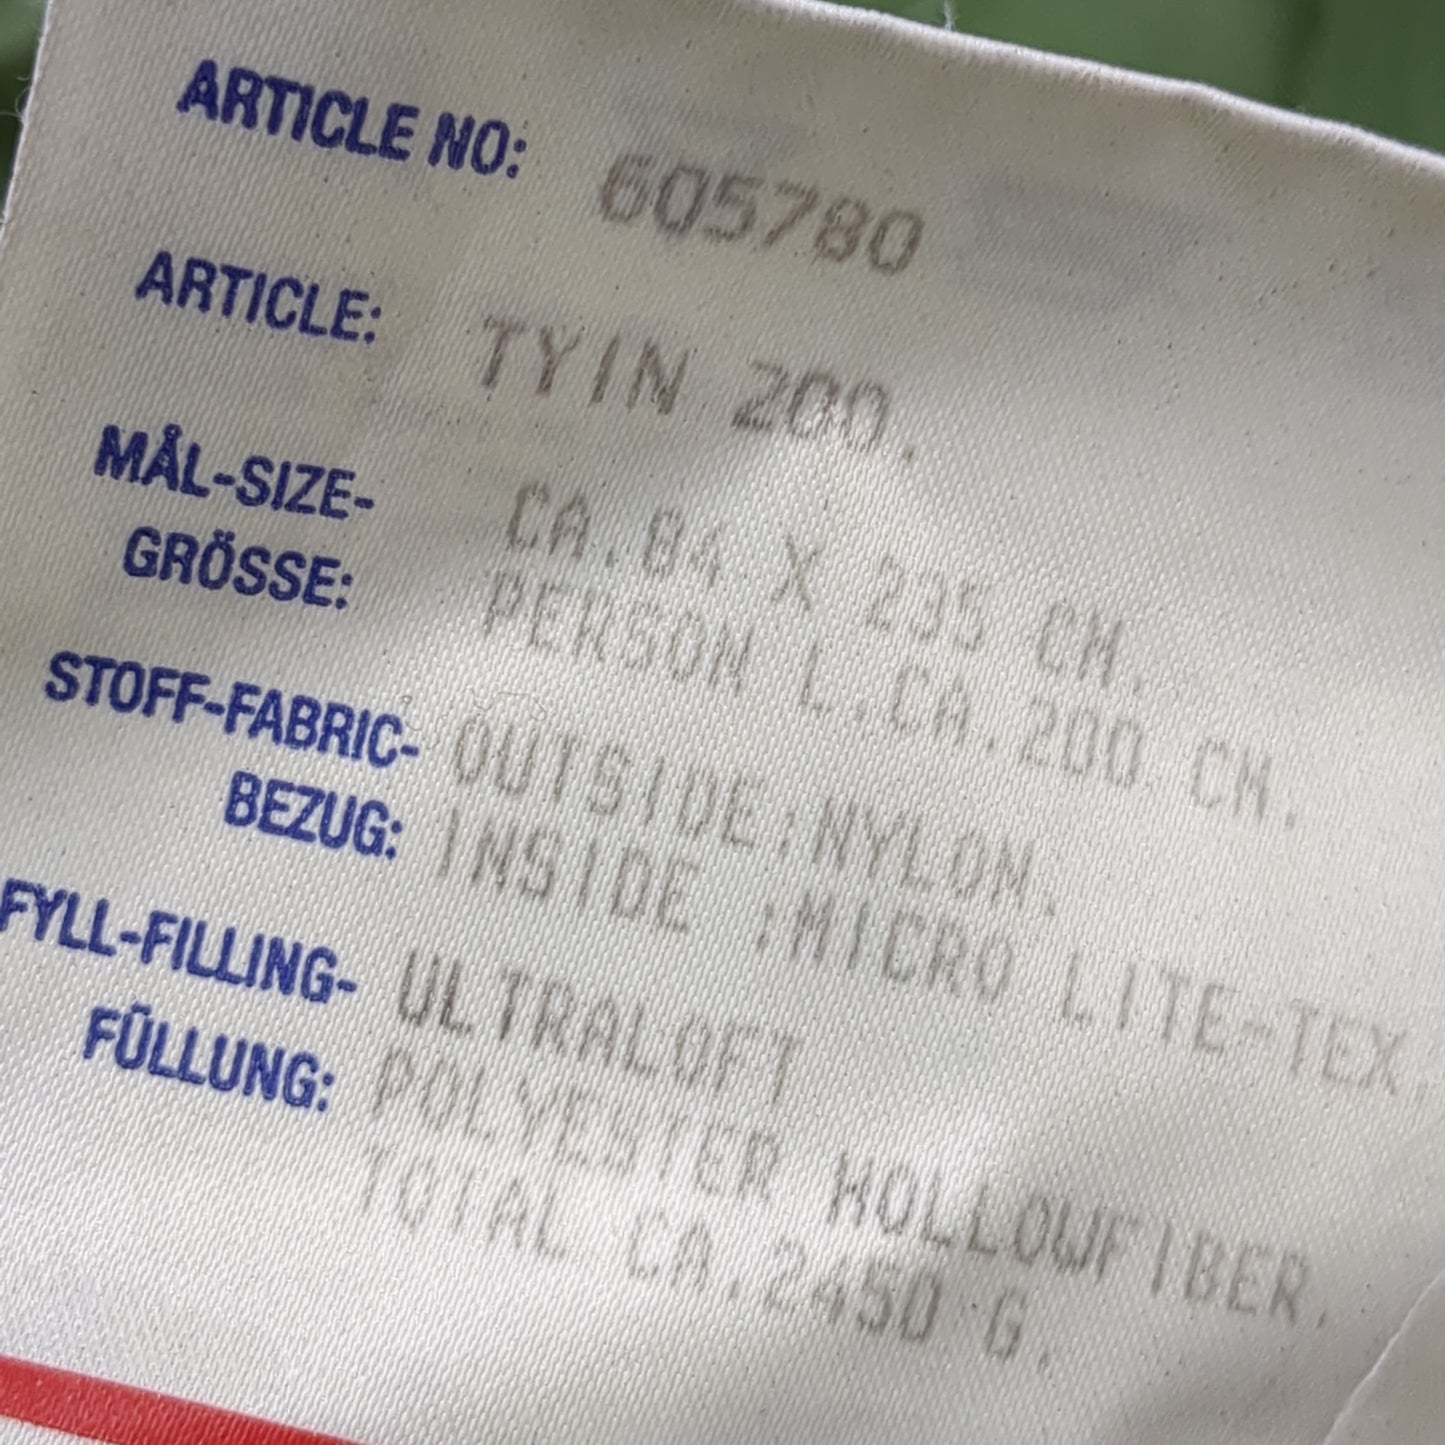 ARTICLE NO: 605780
ARTICLE: TYIN 200.
MÅL-SIZE- CA.84 X 235 CM.
GRÖSSE: PERSON L.CA.200 CM.
STOFF-FABRIC- OUTSIDE:NYLON.
BEZUG: INSIDE :MICRO LITE-TEX.
FYLL-FILLING- ULTRALOFT
FÜLLUNG: POLYESTER HOLLOWFIBER.
TOTAL CA.2450 G.